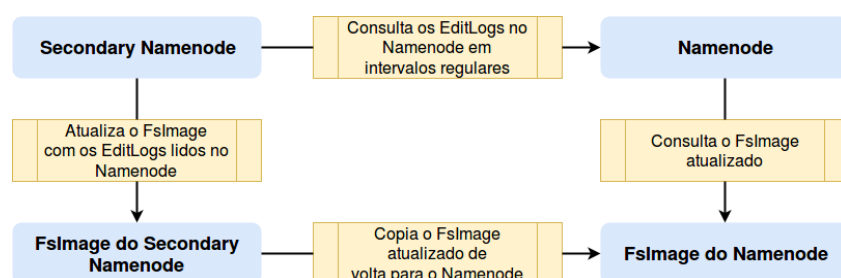 Secondary Namenode
Consulta os EditLogs no
Namenode em
intervalos regulares
Namenode
Atualiza o FsImage
com os EditLogs lidos no
Namenode
Consulta o FsImage
atualizado
FsImage do Secondary
Namenode
Copia o FsImage
atualizado de
volta para o Namenode
FsImage do Namenode